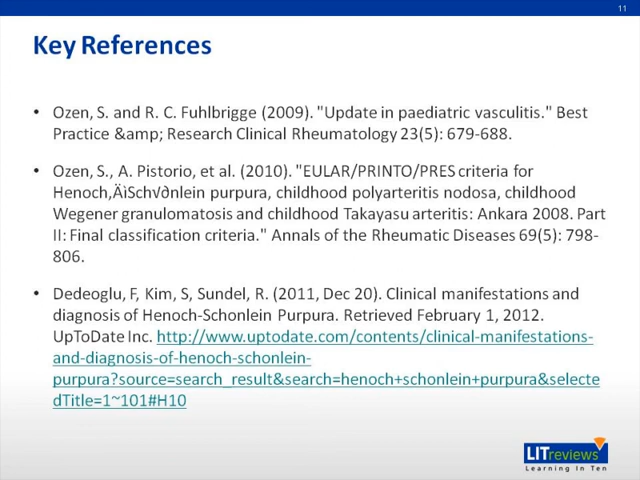 11
Key References
• Ozen, S. and R. C. Fuhlbrigge (2009). "Update in paediatric vasculitis." Best
Practice &amp; Research Clinical Rheumatology 23(5): 679-688.
• Ozen, S., A. Pistorio, et al. (2010). "EULAR/PRINTO/PRES criteria for
Henoch‚ÄìSch√∂nlein purpura, childhood polyarteritis nodosa, childhood
Wegener granulomatosis and childhood Takayasu arteritis: Ankara 2008. Part
II: Final classification criteria." Annals of the Rheumatic Diseases 69(5): 798-
806.
• Dedeoglu, F, Kim, S, Sundel, R. (2011, Dec 20). Clinical manifestations and
diagnosis of Henoch-Schonlein Purpura. Retrieved February 1, 2012.
UpToDate Inc. http://www.uptodate.com/contents/clinical-manifestations-
and-diagnosis-of-henoch-schonlein-
purpura?source=search_result&search=henoch+schonlein+purpura&selecte
dTitle=1~101#H10
LITreviews
Learning In Ten